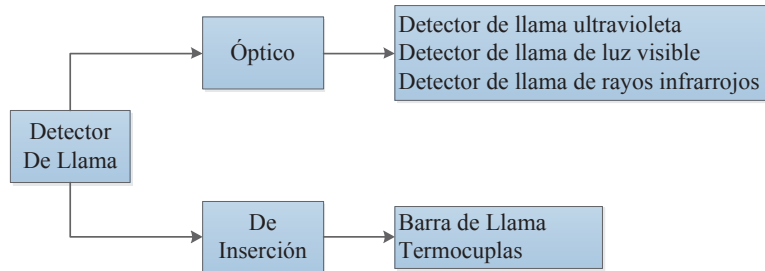 Óptico
Detector de llama ultravioleta
Detector de llama de luz visible
Detector de llama de rayos infrarrojos
Detector
De Llama
De
Inserción
Barra de Llama
Termocuplas